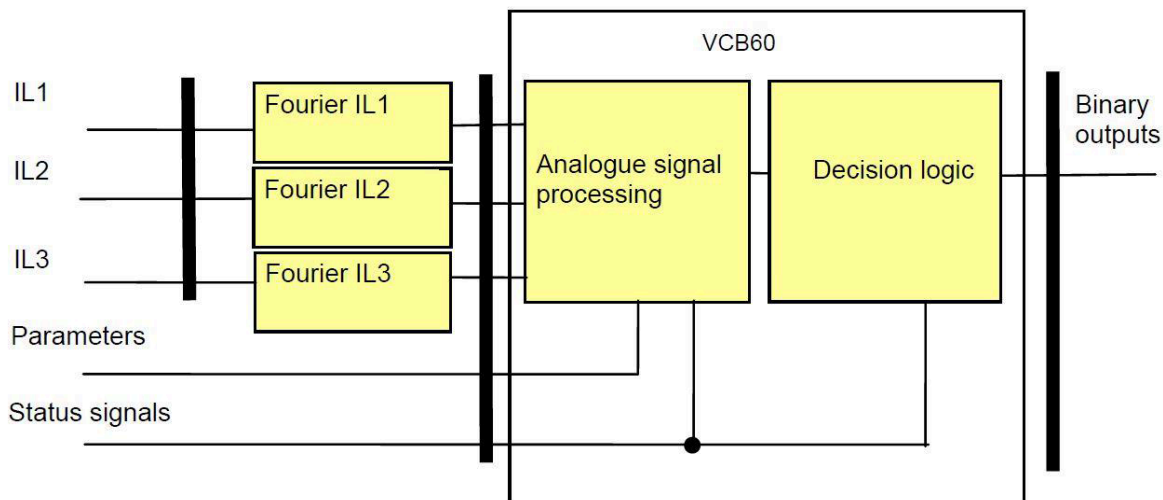 VCB60
IL1
Fourier IL1
Binary
outputs
IL2
Fourier IL2
Analogue signal
processing
Decision logic
IL3
Fourier IL3
Parameters
Status signals